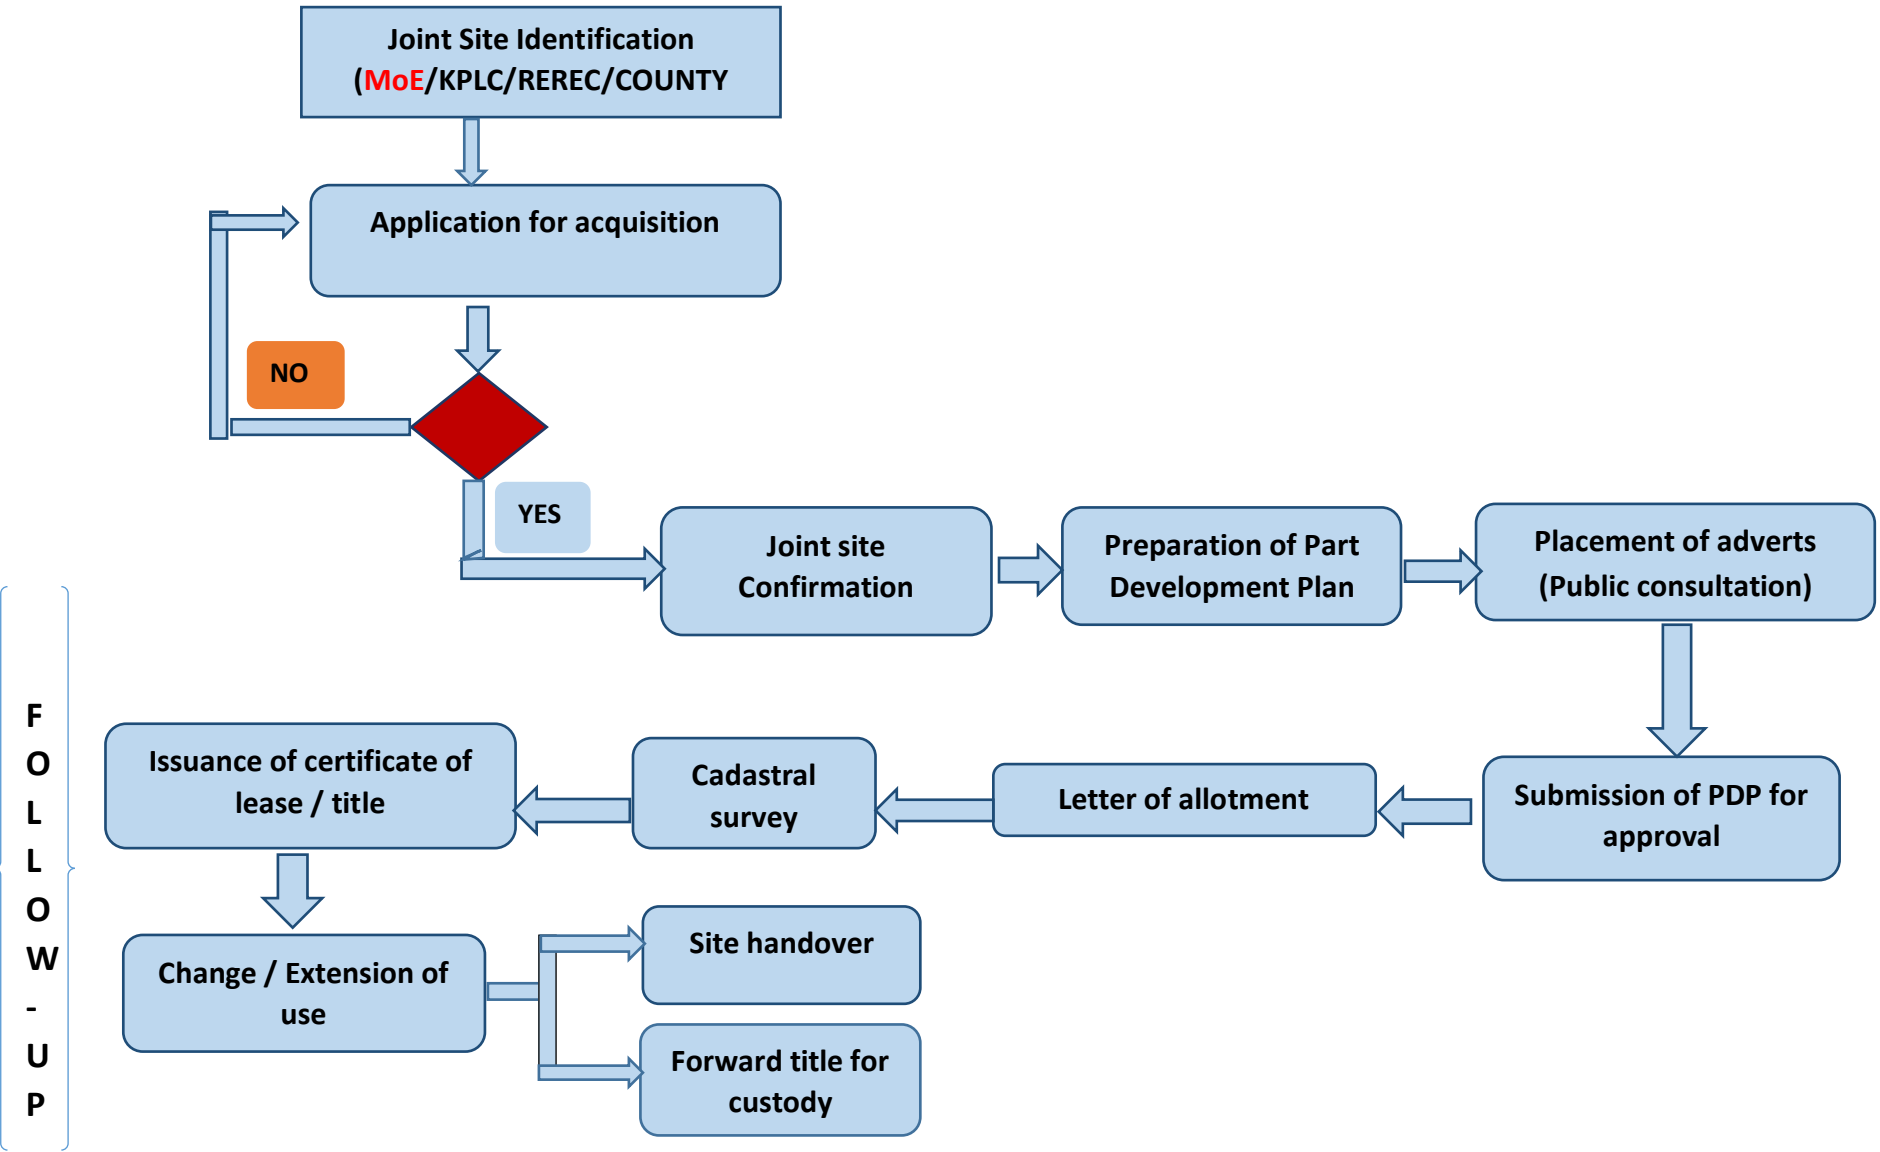 Joint Site Identification
(MoE/KPLC/REREC/COUNTY
Application for acquisition
NO
YES
Joint site
Confirmation
Preparation of Part
Development Plan
Placement of adverts
(Public consultation)
Submission of PDP for
approval
Letter of allotment
Cadastral
survey
Issuance of certificate of
lease / title
Change / Extension of
use
Site handover
Forward title for
custody
F
O
L
L
O
W
-
U
P